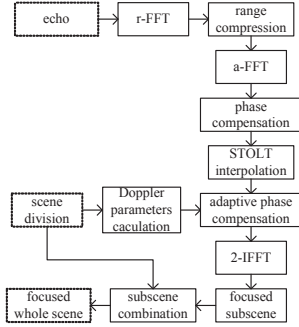 echo
r-FFT
range
compression
a-FFT
phase
compensation
STOLT
interpolation
scene
division
Doppler
parameters
caculation
adaptive phase
compensation
2-IFFT
focused
whole scene
subscene
combination
focused
subscene